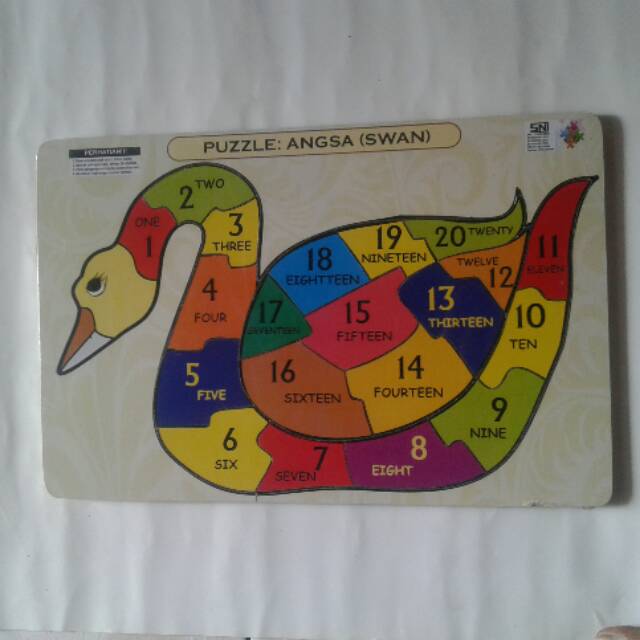 PUZZLE: ANGSA (SWAN)
PERHATIAN !
SNI
ONE
1
2 TWO
3
THREE
4
FOUR
5
FIVE
6
SIX
7
SEVEN
8
EIGHT
9
NINE
10
TEN
11
ELEVEN
TWELVE
12
13
THIRTEEN
14
FOURTEEN
15
FIFTEEN
16
SIXTEEN
17
SEVENTEEN
18
EIGHTTEEN
19
NINETEEN
20 TWENTY